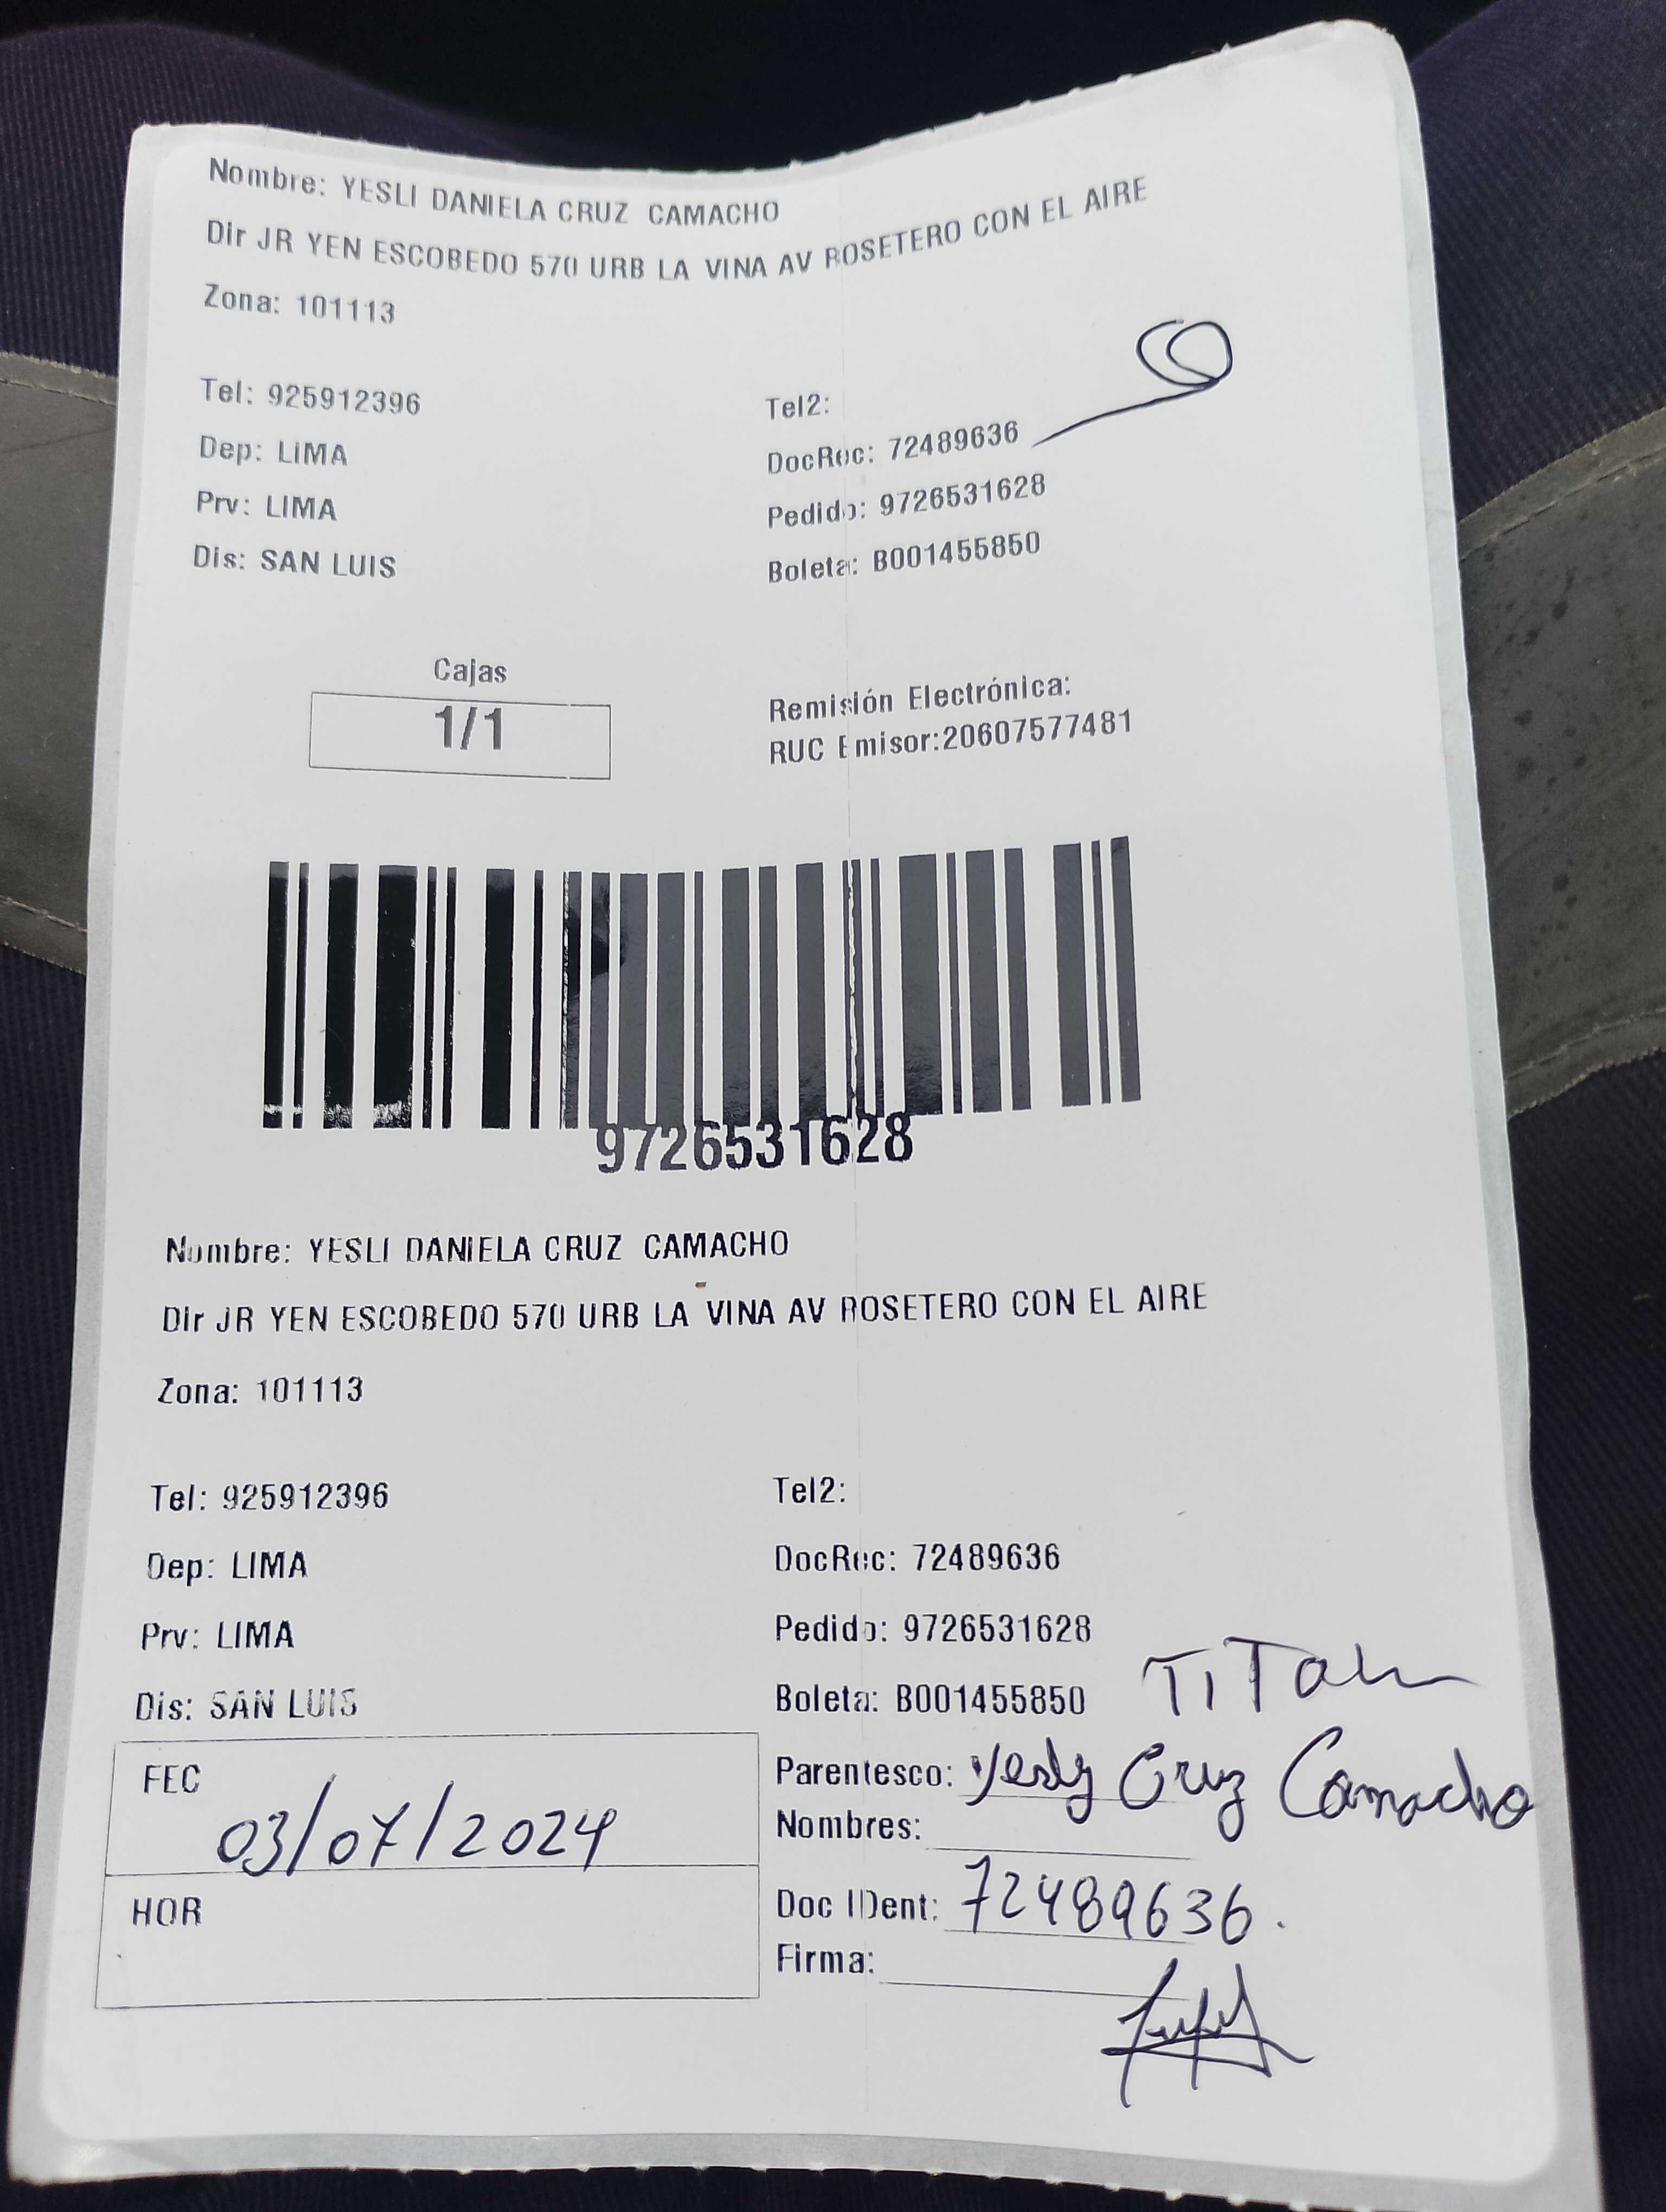 Nombre: YESLI DANIELA CRUZ CAMACHO
Dir JR YEN ESCOBEDO 570 URB LA VINA AV ROSETERO CON EL AIRE
Zona: 101113
Tel: 925912396
Tel2:
Dep: LIMA
DocRec: 72489636
Prv: LIMA
Pedido: 9726531628
Dis: SAN LUIS
Boleta: B001455850
Cajas
1/1
Remisión Electrónica:
RUC Emisor:20607577481
9726531628
Nombre: YESLI DANIELA CRUZ CAMACHO
Dir JR YEN ESCOBEDO 570 URB LA VINA AV ROSETERO CON EL AIRE
Zona: 101113
Tel: 925912396
Tel2:
Dep: LIMA
DocRec: 72489636
Prv: LIMA
Pedido: 9726531628
Dis: SAN LUIS
Boleta: B001455850
TiTan
FEC
03/07/2024
HOR
Parentesco: Yesly Cruz Camacho
Nombres:
Doc IDent: 72489636.
Firma: